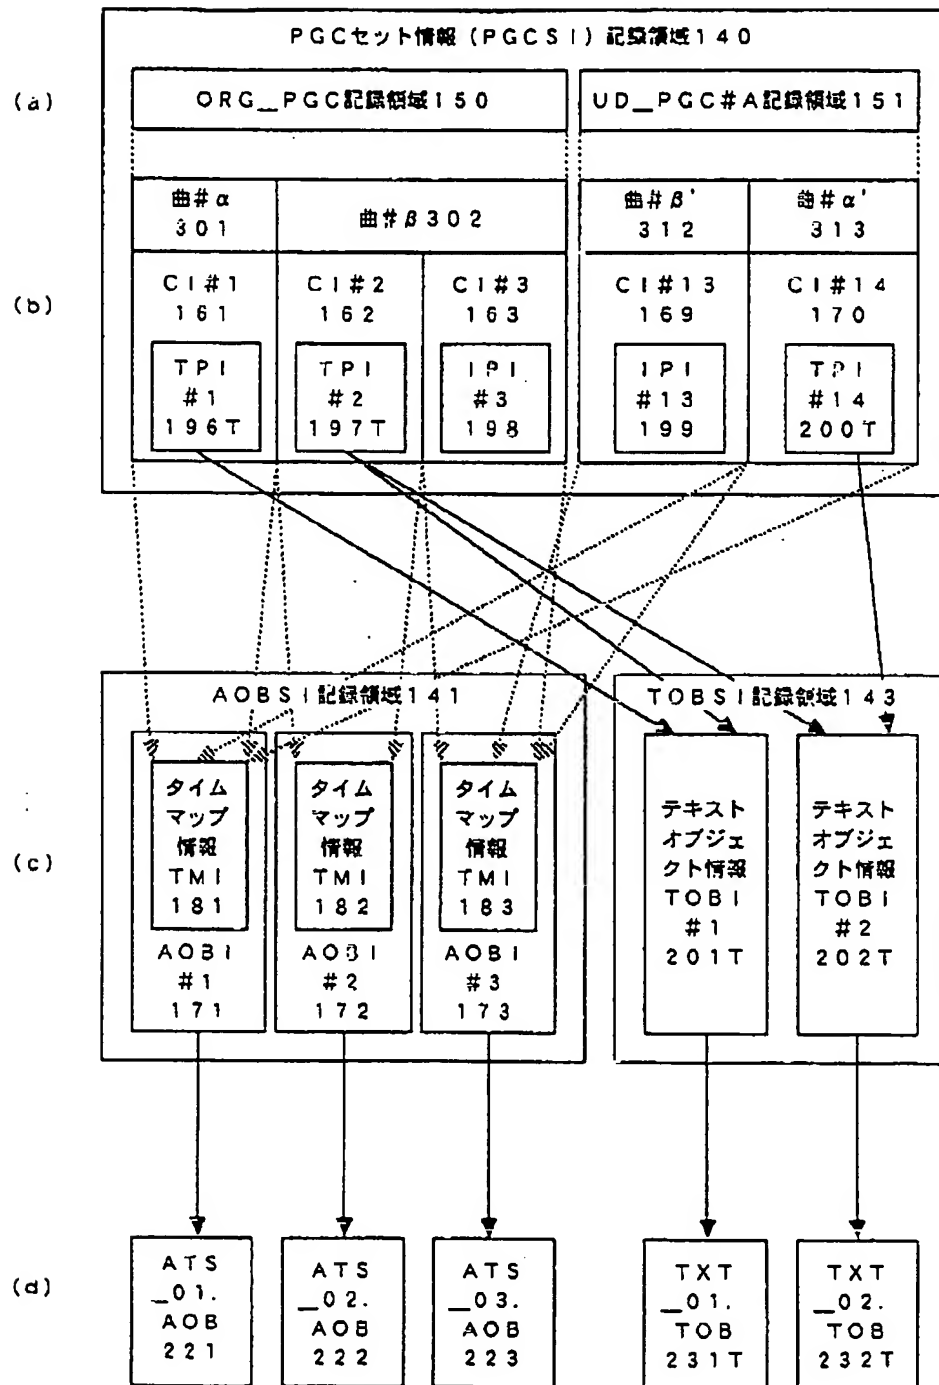 PGCセット情報(PGCSI)記録領域140
(a)
ORG__PGC記録領域150
UD__PGC#A記録領域151
(b)
曲#α
301
曲#β302
曲#β'
312
曲#α'
313
CI#1
161
CI#2
162
CI#3
163
CI#13
169
CI#14
170
TPI
#1
196T
TPI
#2
197T
IPI
#3
198
IPI
#13
199
TPI
#14
200T
(c)
AOBSI記録領域141
TOBSI記録領域143
タイム
マップ
情報
TMI
181
AOBI
#1
171
タイム
マップ
情報
TMI
182
AOBI
#2
172
タイム
マップ
情報
TMI
183
AOBI
#3
173
テキスト
オブジェ
クト情報
TOBI
#1
201T
テキスト
オブジェ
クト情報
TOBI
#2
202T
(d)
ATS
__01.
AOB
221
ATS
__02.
AOB
222
ATS
__03.
AOB
223
TXT
__01.
TOB
231T
TXT
__02.
TOB
232T